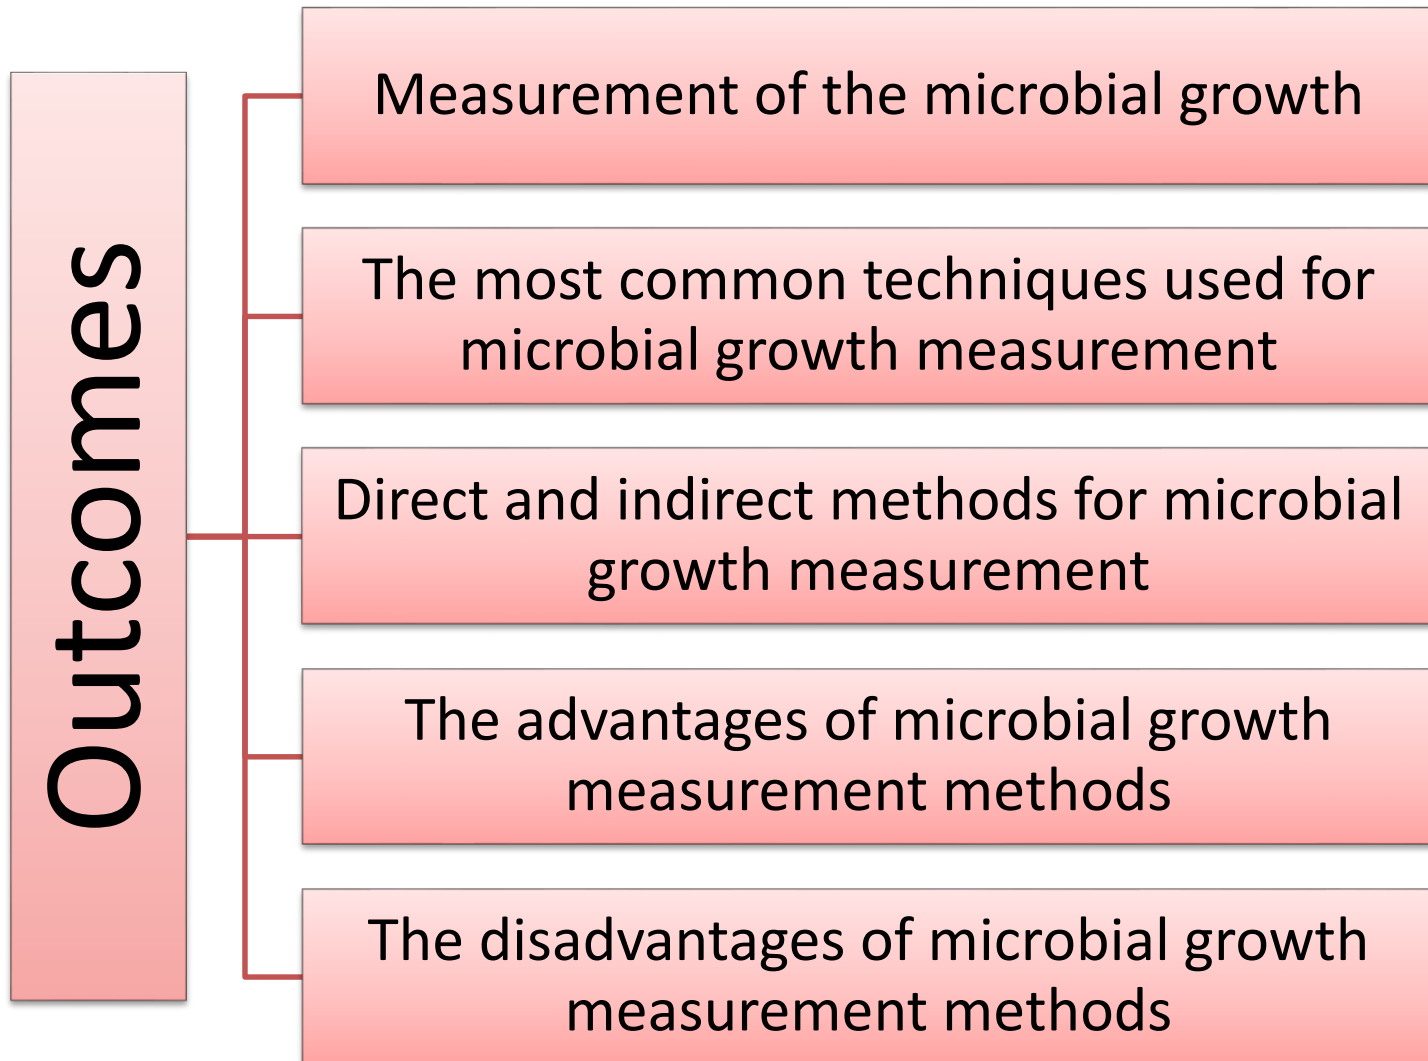 Outcomes
Measurement of the microbial growth
The most common techniques used for
microbial growth measurement
Direct and indirect methods for microbial
growth measurement
The advantages of microbial growth
measurement methods
The disadvantages of microbial growth
measurement methods